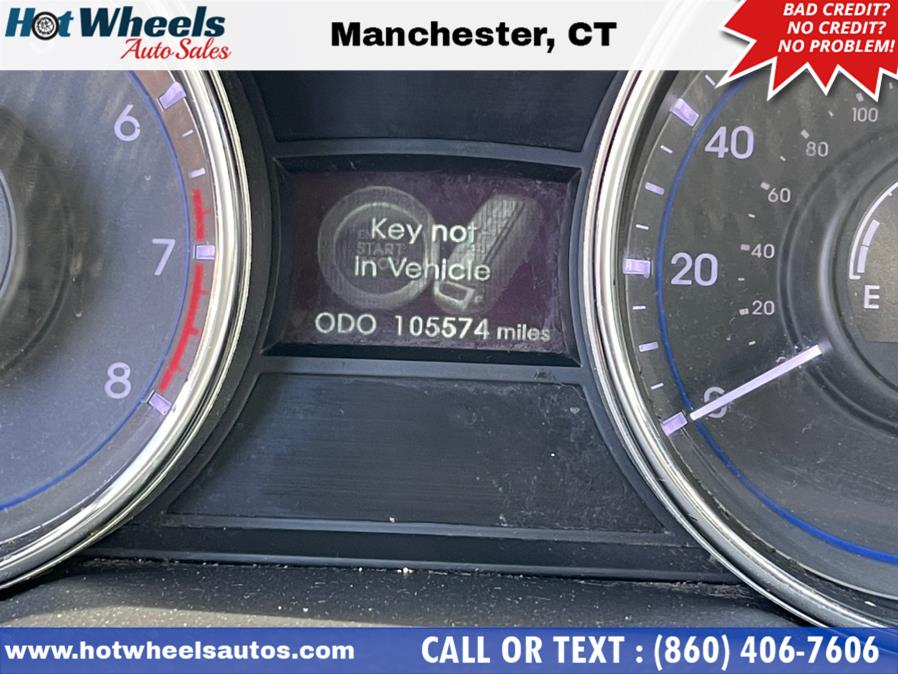 Hot Wheels
Auto Sales
Manchester, CT
BAD CREDIT?
NO CREDIT?
NO PROBLEM!
6
7
8
Key not
in Vehicle
START
ODO 105574 miles
40
20
0
100
80
60
40
20
E
www.hotwheelsautos.com
CALL OR TEXT : (860) 406-7606